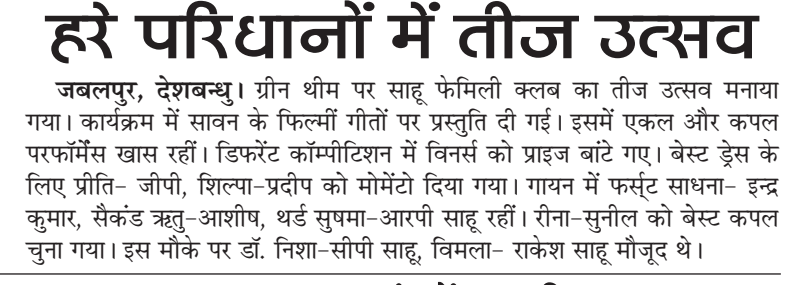 हरे परिधानों में तीज उत्सव
जबलपुर, देशबन्धु। ग्रीन थीम पर साहू फेमिली क्लब का तीज उत्सव मनाया
गया। कार्यक्रम में सावन के फिल्मीं गीतों पर प्रस्तुति दी गई। इसमें एकल और कपल
परफॉर्मेंस खास रहीं। डिफरेंट कॉम्पीटिशन में विनर्स को प्राइज बांटे गए। बेस्ट ड्रेस के
लिए प्रीति- जीपी, शिल्पा-प्रदीप को मोमेंटो दिया गया। गायन में फर्स्ट साधना- इन्द्र
कुमार, सैकंड ऋतु-आशीष, थर्ड सुषमा-आरपी साहू रहीं। रीना-सुनील को बेस्ट कपल
चुना गया। इस मौके पर डॉ. निशा-सीपी साहू, विमला- राकेश साहू मौजूद थे।